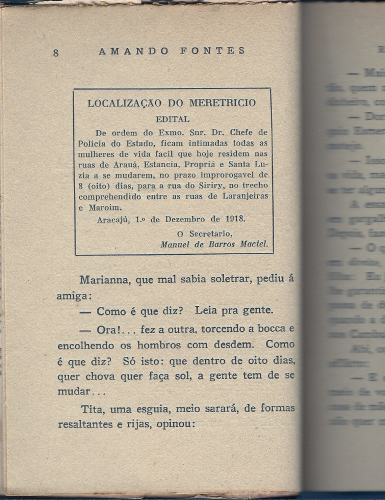 8 AMANDO FONTES
LOCALIZAÇÃO DO MERETRICIO
EDITAL
De ordem do Exmo. Snr. Dr. Chefe de
Policia do Estado, ficam intimadas todas as
mulheres de vida facil que hoje residem nas
ruas de Arauá, Estancia, Propriá e Santa Lu-
zia a se mudarem, no prazo improrogavel de
8 (oito) dias, para a rua do Siriry, no trecho
comprehendido entre as ruas de Laranjeiras
e Maroim.
Aracajú, 1.º de Dezembro de 1918.
O Secretario,
Manuel de Barros Maciel.
Marianna, que mal sabia soletrar, pediu á
amiga:
— Como é que diz? Leia pra gente.
— Ora!... fez a outra, torcendo a bocca e
encolhendo os hombros com desdem. Como
é que diz? Só isto: que dentro de oito dias,
quer chova quer faça sol, a gente tem de se
mudar...
Tita, uma esguia, meio sarará, de formas
resaltantes e rijas, opinou: